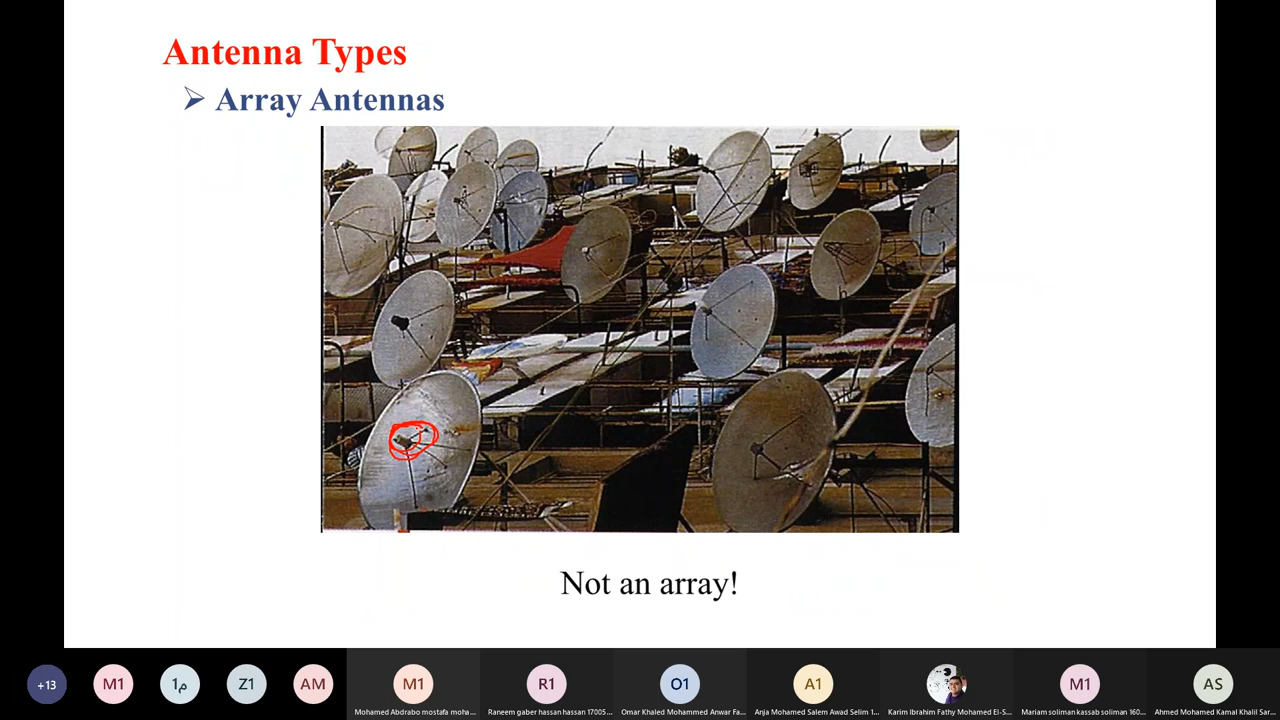 Antenna Types
➢ Array Antennas
Not an array!
+13
M1
م1
Z1
AM
M1
R1
O1
A1
M1
AS
Mohamed Abdrabo mostafa moha...
Raneem gaber hassan hassan 17005...
Omar Khaled Mohammed Anwar Fa...
Anja Mohamed Salem Awad Selim 1...
Karim Ibrahim Fathy Mohamed El-S...
Mariam soliman kassab soliman 160...
Ahmed Mohamed Kamal Khalil Sar...